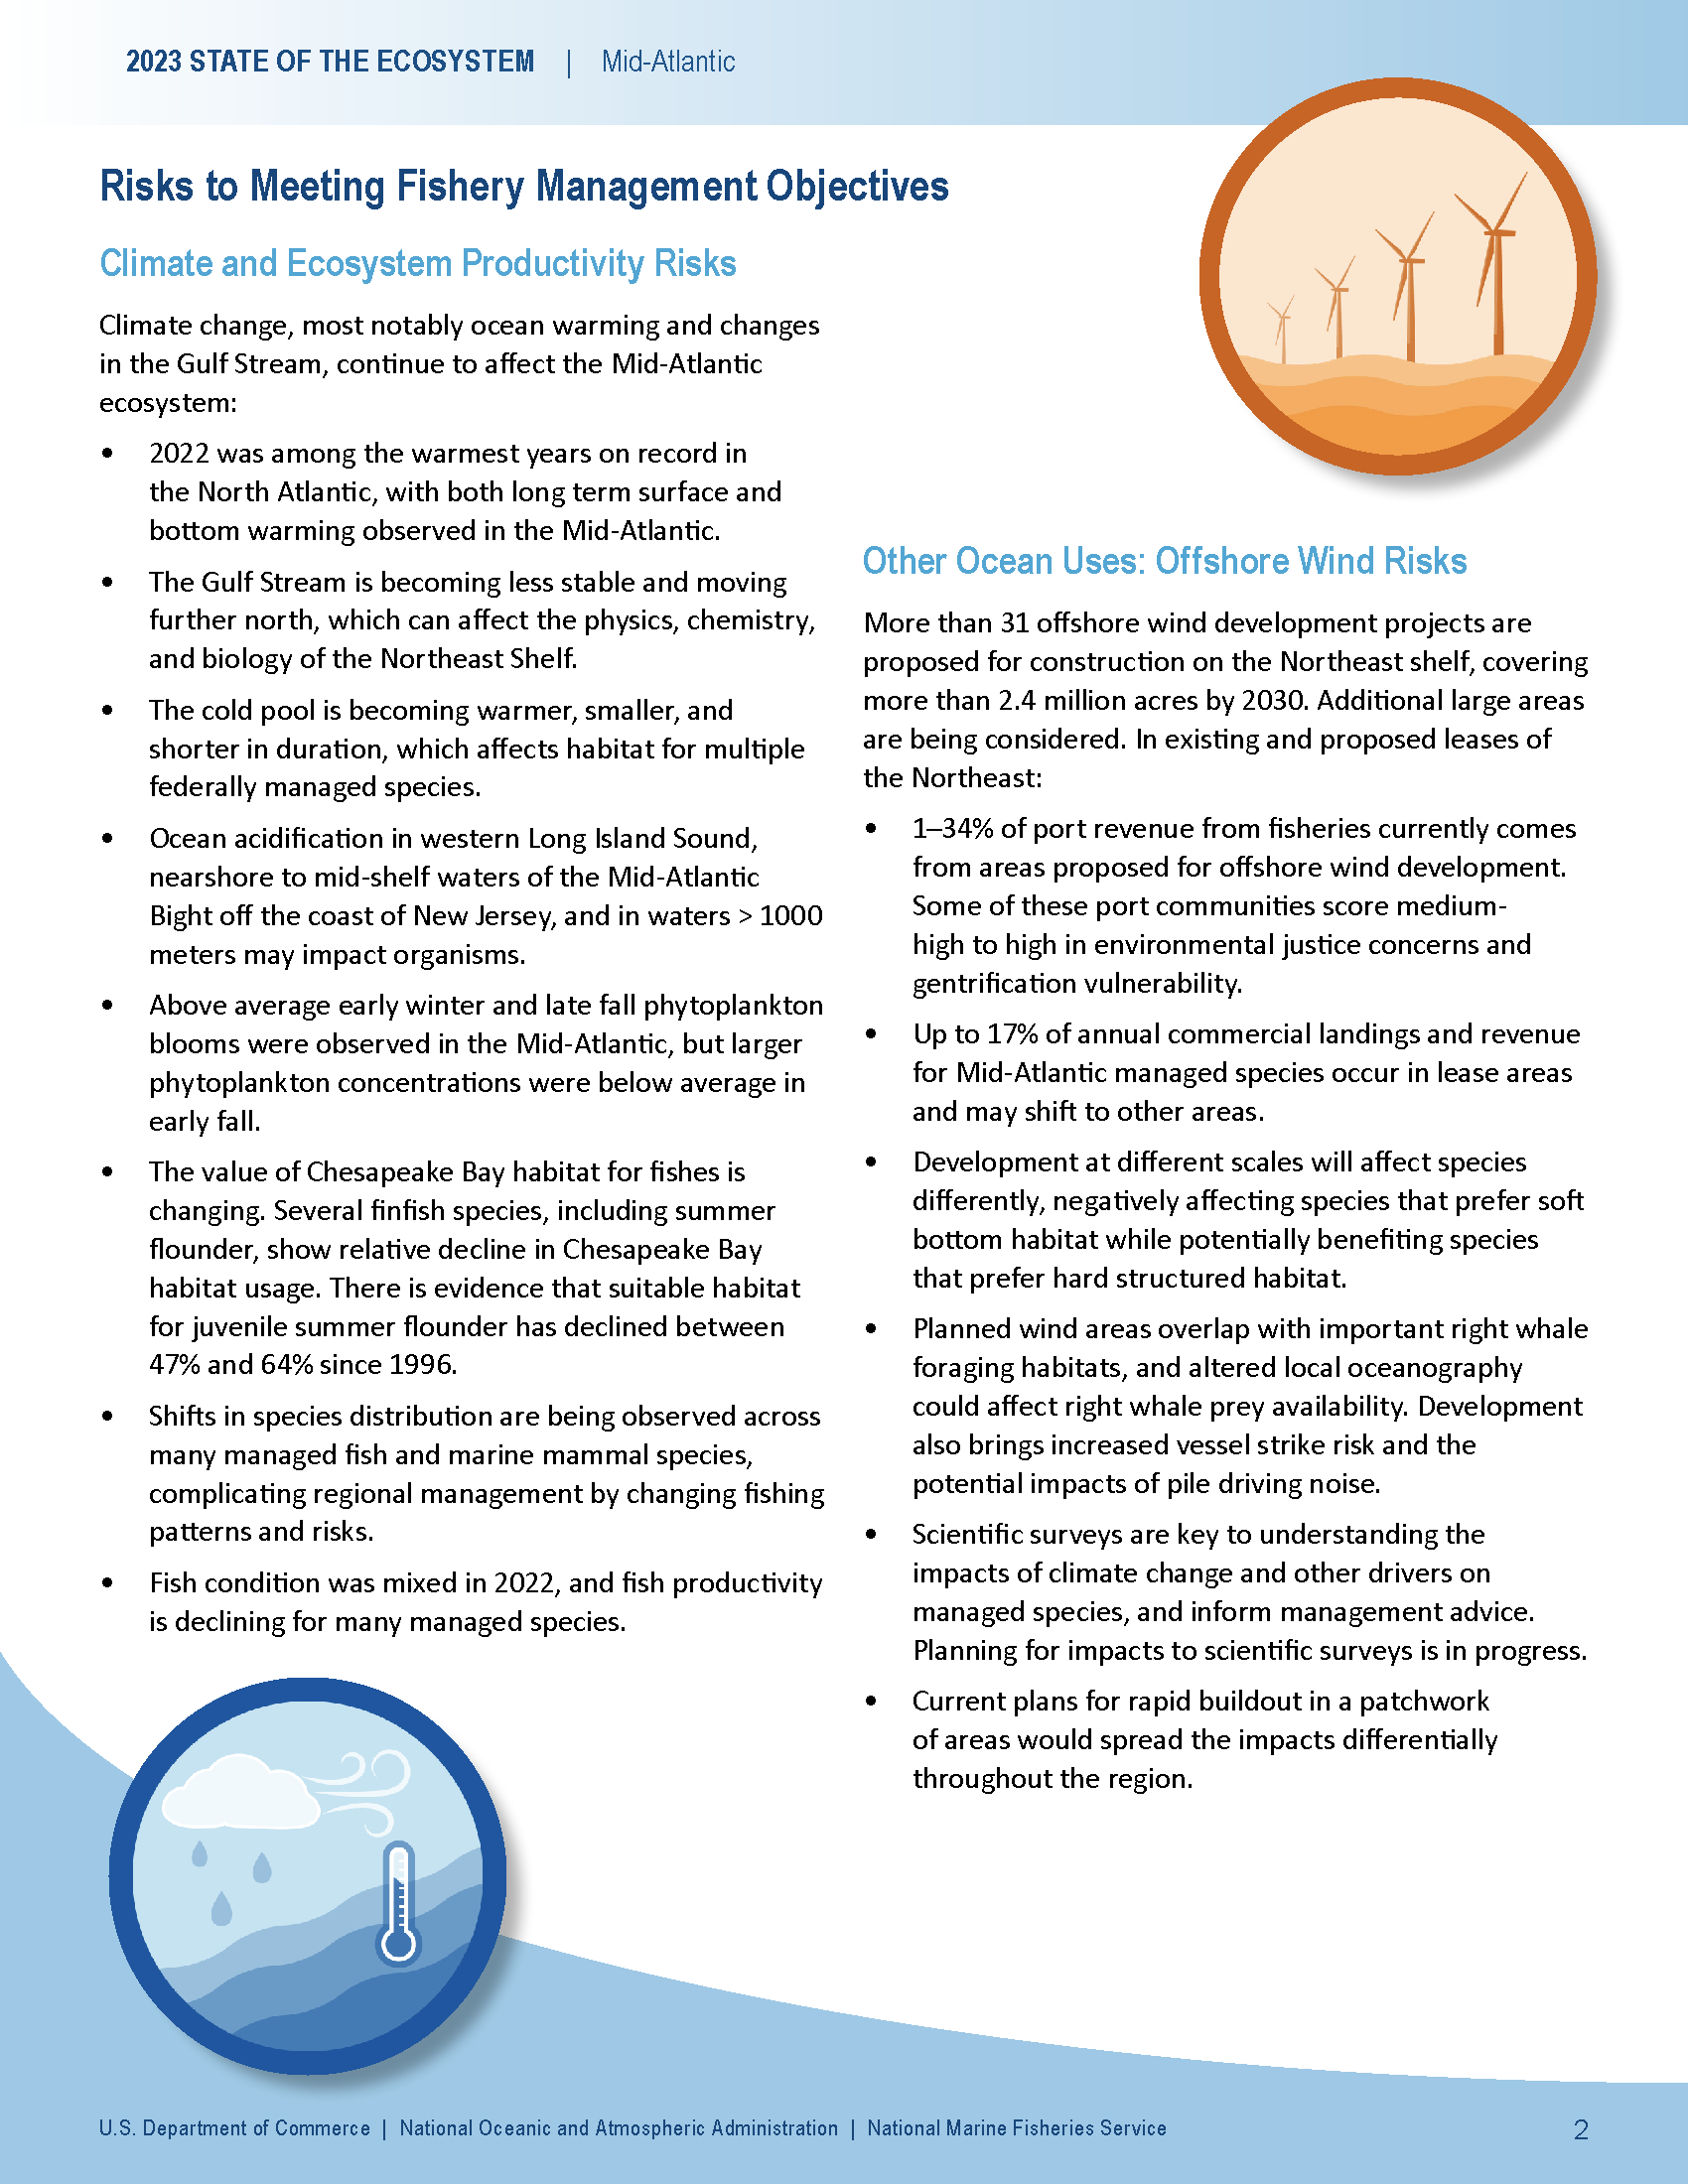 2023 STATE OF THE ECOSYSTEM | Mid-Atlantic
Risks to Meeting Fishery Management Objectives
Climate and Ecosystem Productivity Risks
Climate change, most notably ocean warming and changes
in the Gulf Stream, continue to affect the Mid-Atlantic
ecosystem:
• 2022 was among the warmest years on record in
the North Atlantic, with both long term surface and
bottom warming observed in the Mid-Atlantic.
• The Gulf Stream is becoming less stable and moving
further north, which can affect the physics, chemistry,
and biology of the Northeast Shelf.
• The cold pool is becoming warmer, smaller, and
shorter in duration, which affects habitat for multiple
federally managed species.
• Ocean acidification in western Long Island Sound,
nearshore to mid-shelf waters of the Mid-Atlantic
Bight off the coast of New Jersey, and in waters > 1000
meters may impact organisms.
• Above average early winter and late fall phytoplankton
blooms were observed in the Mid-Atlantic, but larger
phytoplankton concentrations were below average in
early fall.
• The value of Chesapeake Bay habitat for fishes is
changing. Several finfish species, including summer
flounder, show relative decline in Chesapeake Bay
habitat usage. There is evidence that suitable habitat
for juvenile summer flounder has declined between
47% and 64% since 1996.
• Shifts in species distribution are being observed across
many managed fish and marine mammal species,
complicating regional management by changing fishing
patterns and risks.
• Fish condition was mixed in 2022, and fish productivity
is declining for many managed species.
Other Ocean Uses: Offshore Wind Risks
More than 31 offshore wind development projects are
proposed for construction on the Northeast shelf, covering
more than 2.4 million acres by 2030. Additional large areas
are being considered. In existing and proposed leases of
the Northeast:
• 1–34% of port revenue from fisheries currently comes
from areas proposed for offshore wind development.
Some of these port communities score medium-
high to high in environmental justice concerns and
gentrification vulnerability.
• Up to 17% of annual commercial landings and revenue
for Mid-Atlantic managed species occur in lease areas
and may shift to other areas.
• Development at different scales will affect species
differently, negatively affecting species that prefer soft
bottom habitat while potentially benefiting species
that prefer hard structured habitat.
• Planned wind areas overlap with important right whale
foraging habitats, and altered local oceanography
could affect right whale prey availability. Development
also brings increased vessel strike risk and the
potential impacts of pile driving noise.
• Scientific surveys are key to understanding the
impacts of climate change and other drivers on
managed species, and inform management advice.
Planning for impacts to scientific surveys is in progress.
• Current plans for rapid buildout in a patchwork
of areas would spread the impacts differentially
throughout the region.
U.S. Department of Commerce | National Oceanic and Atmospheric Administration | National Marine Fisheries Service
2